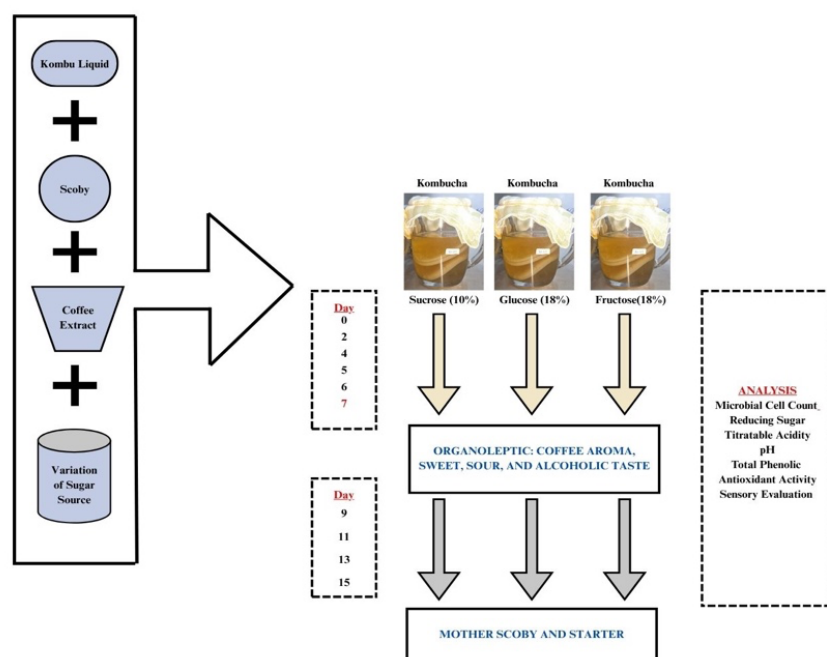 Kombu Liquid
Scoby
Coffee
Extract
Variation
of Sugar
Source
Kombucha
Kombucha
Kombucha
Sucrose (10%)
Glucose (18%)
Fructose(18%)
Day
0
2
4
5
6
7
ORGANOLEPTIC: COFFEE AROMA,
SWEET, SOUR, AND ALCOHOLIC TASTE
Day
9
11
13
15
MOTHER SCOBY AND STARTER
ANALYSIS
Microbial Cell Count
Reducing Sugar
Titratable Acidity
pH
Total Phenolic
Antioxidant Activity
Sensory Evaluation